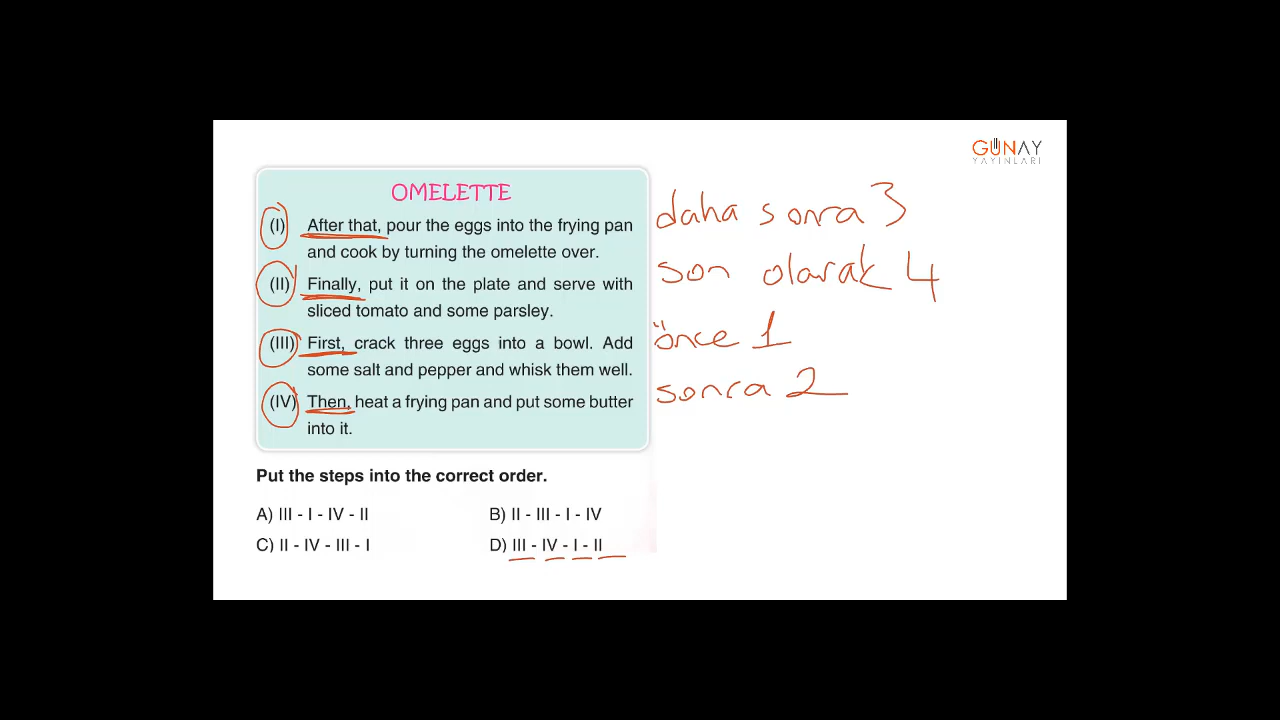 GÜNAY
YAYINLARI
OMELETTE
(I) After that, pour the eggs into the frying pan
and cook by turning the omelette over.
(II) Finally, put it on the plate and serve with
sliced tomato and some parsley.
(III) First, crack three eggs into a bowl. Add
some salt and pepper and whisk them well.
(IV) Then, heat a frying pan and put some butter
into it.
daha sonra 3
son olarak 4
önce 1
sonra 2
Put the steps into the correct order.
A) III - I - IV - II
B) II - III - I - IV
C) II - IV - III - I
D) III - IV - I - II